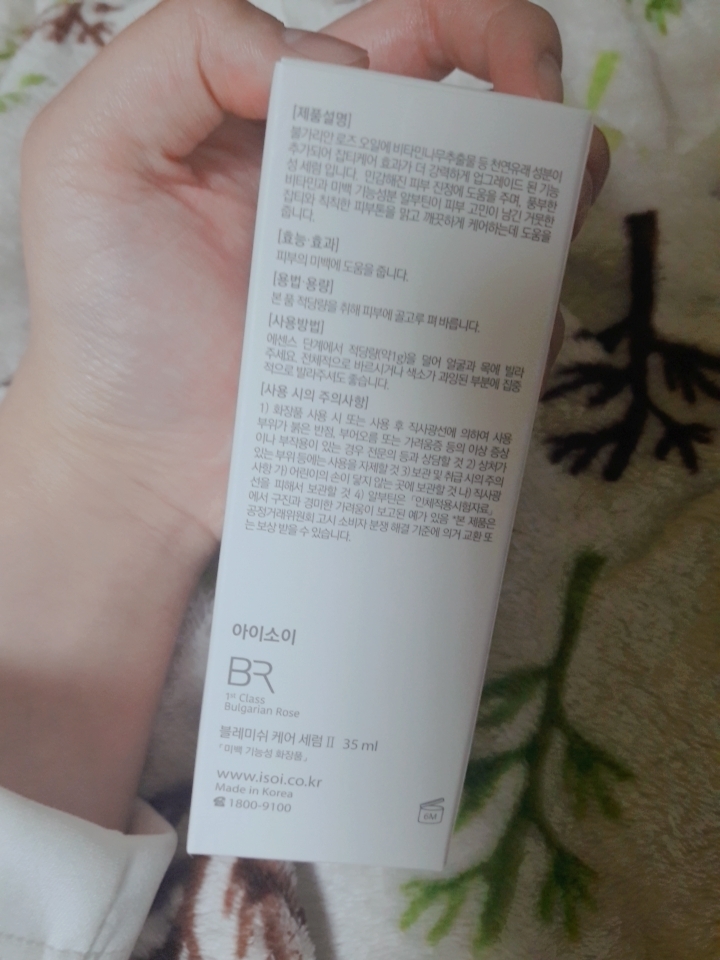 [제품설명]
불가리안 로즈 오일에 비타민나무추출물 등 천연유래 성분이
추가되어 잡티케어 효과가 더 강력하게 업그레이드 된 기능
성 세럼 입니다. 민감해진 피부 진정에 도움을 주며, 풍부한
비타민과 미백 기능성분 알부틴이 피부 고민이 남긴 거뭇한
잡티와 칙칙한 피부톤을 맑고 깨끗하게 케어하는데 도움을
줍니다.
[효능·효과]
피부의 미백에 도움을 줍니다.
[용법·용량]
본 품 적당량을 취해 피부에 골고루 펴 바릅니다.
[사용방법]
에센스 단계에서 적당량(약1g)을 덜어 얼굴과 목에 발라
주세요. 전체적으로 바르시거나 색소가 과잉된 부분에 집중
적으로 발라주셔도 좋습니다.
[사용 시의 주의사항]
1) 화장품 사용 시 또는 사용 후 직사광선에 의하여 사용
부위가 붉은 반점, 부어오름 또는 가려움증 등의 이상 증상
이나 부작용이 있는 경우 전문의 등과 상담할 것 2) 상처가
있는 부위 등에는 사용을 자제할 것 3) 보관 및 취급 시의 주의
사항 가) 어린이의 손이 닿지 않는 곳에 보관할 것 나) 직사광
선을 피해서 보관할 것 4) 알부틴은 「인체적용시험자료」
에서 구진과 경미한 가려움이 보고된 예가 있음 *본 제품은
공정거래위원회 고시 소비자 분쟁 해결 기준에 의거 교환 또
는 보상 받을 수 있습니다.
아이소이
BR
1st Class
Bulgarian Rose
블레미쉬 케어 세럼 II 35 ml
「미백 기능성 화장품」
www.isoi.co.kr
Made in Korea
☎ 1800-9100
6M